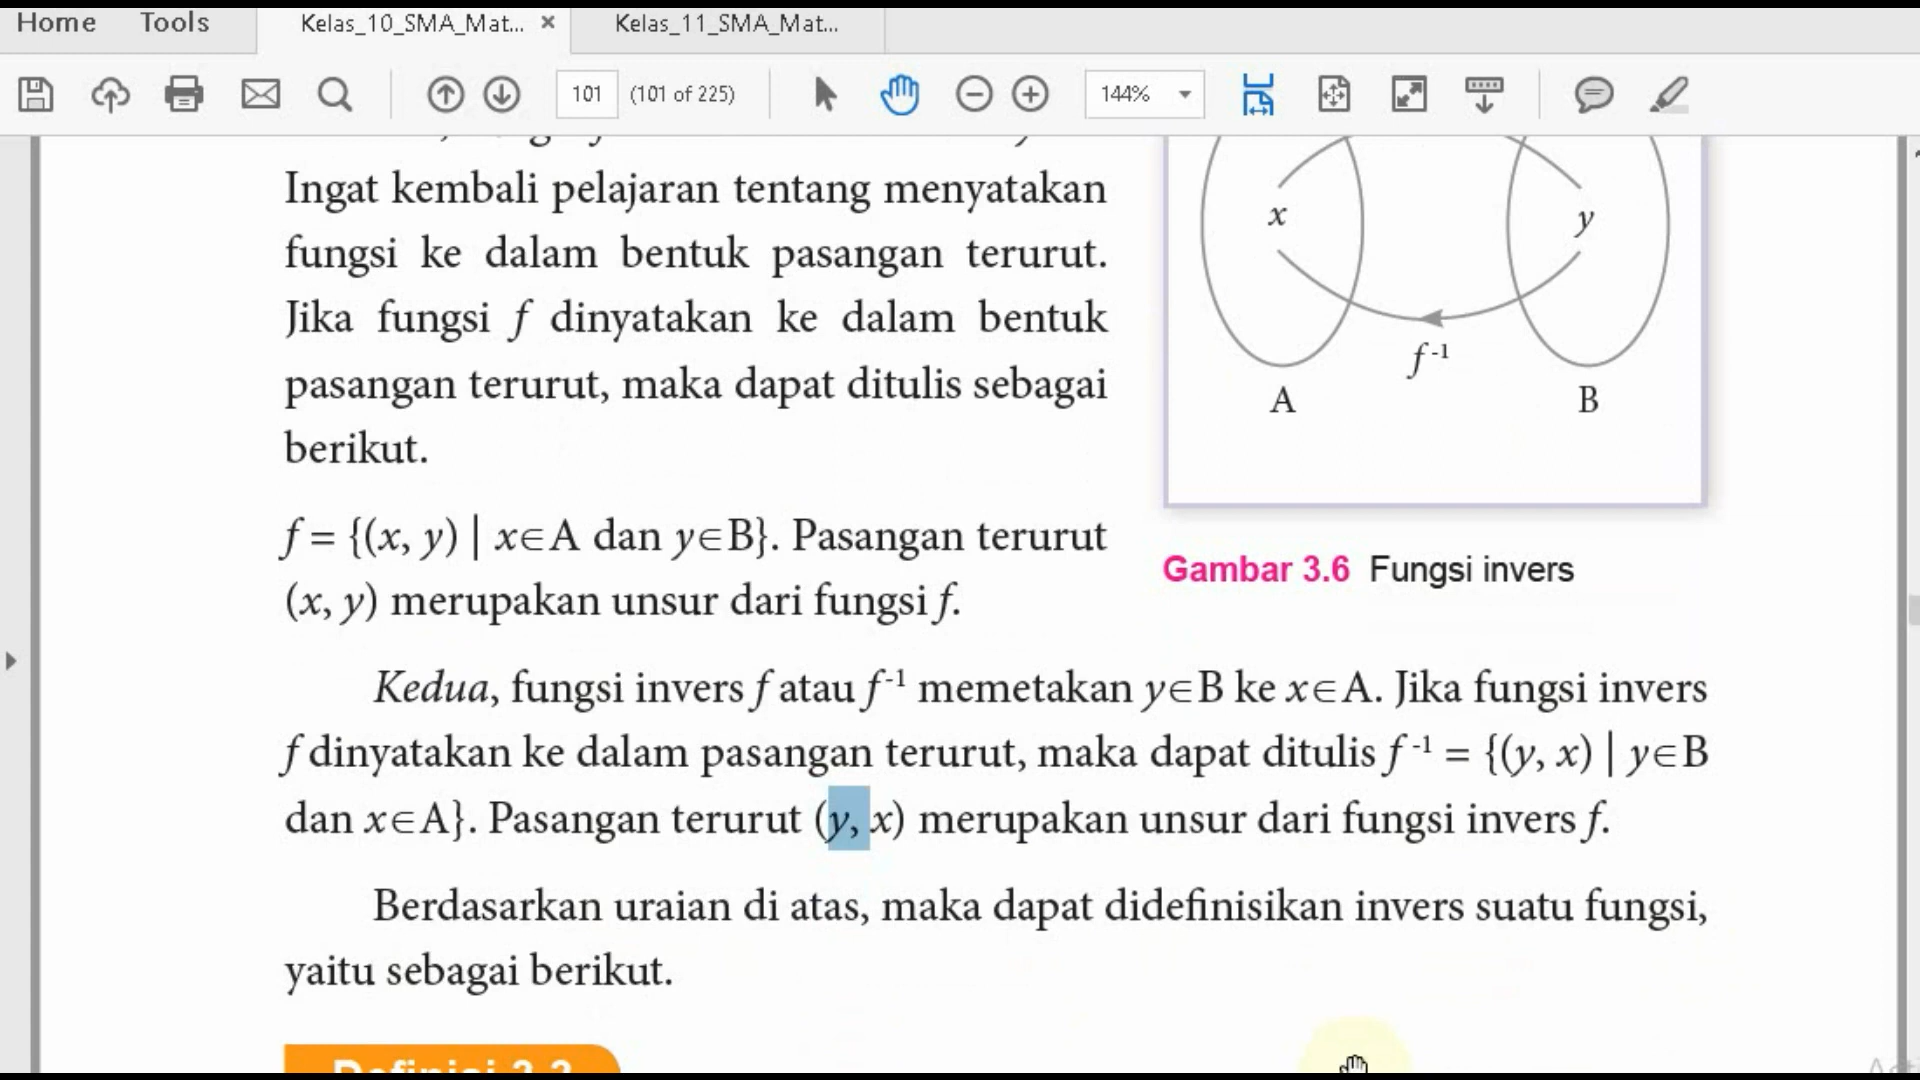 Home Tools Kelas_10_SMA_Mat... × Kelas_11_SMA_Mat...
101 (101 of 225) 144%
Ingat kembali pelajaran tentang menyatakan
fungsi ke dalam bentuk pasangan terurut.
Jika fungsi f dinyatakan ke dalam bentuk
pasangan terurut, maka dapat ditulis sebagai
berikut.
f = {(x, y) | x∈A dan y∈B}. Pasangan terurut
(x, y) merupakan unsur dari fungsi f.
x y
f⁻¹
A B
Gambar 3.6 Fungsi invers
Kedua, fungsi invers f atau f⁻¹ memetakan y∈B ke x∈A. Jika fungsi invers
f dinyatakan ke dalam pasangan terurut, maka dapat ditulis f⁻¹ = {(y, x) | y∈B
dan x∈A}. Pasangan terurut (y, x) merupakan unsur dari fungsi invers f.
Berdasarkan uraian di atas, maka dapat didefinisikan invers suatu fungsi,
yaitu sebagai berikut.
Definisi